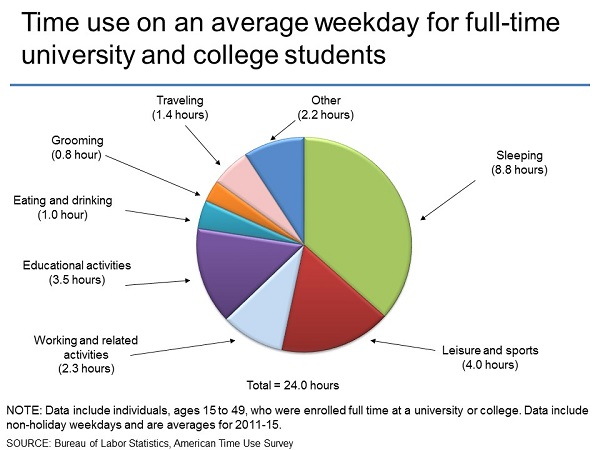 Time use on an average weekday for full-time
university and college students
Traveling
(1.4 hours)
Other
(2.2 hours)
Grooming
(0.8 hour)
Sleeping
(8.8 hours)
Eating and drinking
(1.0 hour)
Educational activities
(3.5 hours)
Working and related
activities
(2.3 hours)
Leisure and sports
(4.0 hours)
Total = 24.0 hours
NOTE: Data include individuals, ages 15 to 49, who were enrolled full time at a university or college. Data include
non-holiday weekdays and are averages for 2011-15.
SOURCE: Bureau of Labor Statistics, American Time Use Survey